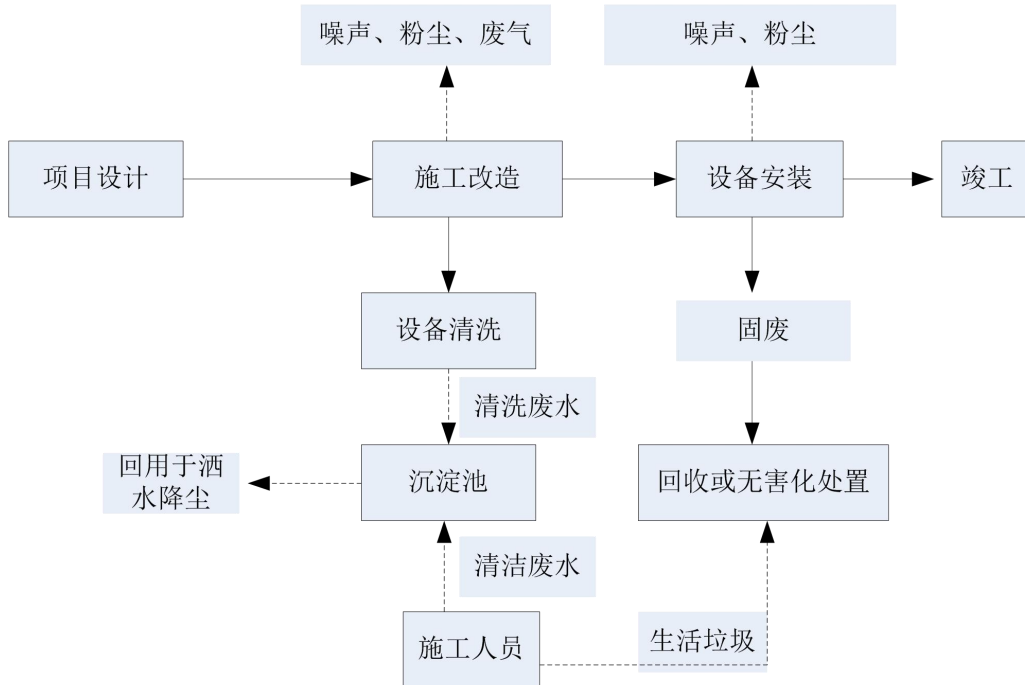 噪声、粉尘、废气
噪声、粉尘
项目设计
施工改造
设备安装
竣工
设备清洗
固废
清洗废水
回用于洒
水降尘
沉淀池
回收或无害化处置
清洁废水
施工人员
生活垃圾